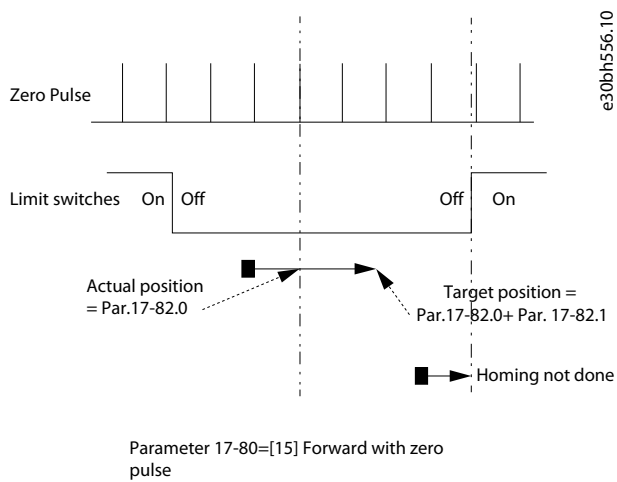 e30bh556.10
Zero Pulse
Limit switches On Off Off On
Actual position
= Par.17-82.0
Target position =
Par.17-82.0+ Par. 17-82.1
Homing not done
Parameter 17-80=[15] Forward with zero
pulse